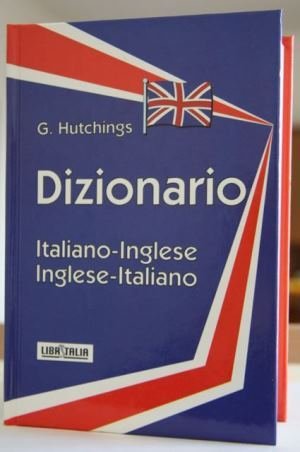 G. Hutchings
Dizionario
Italiano-Inglese
Inglese-Italiano
LIBRITALIA